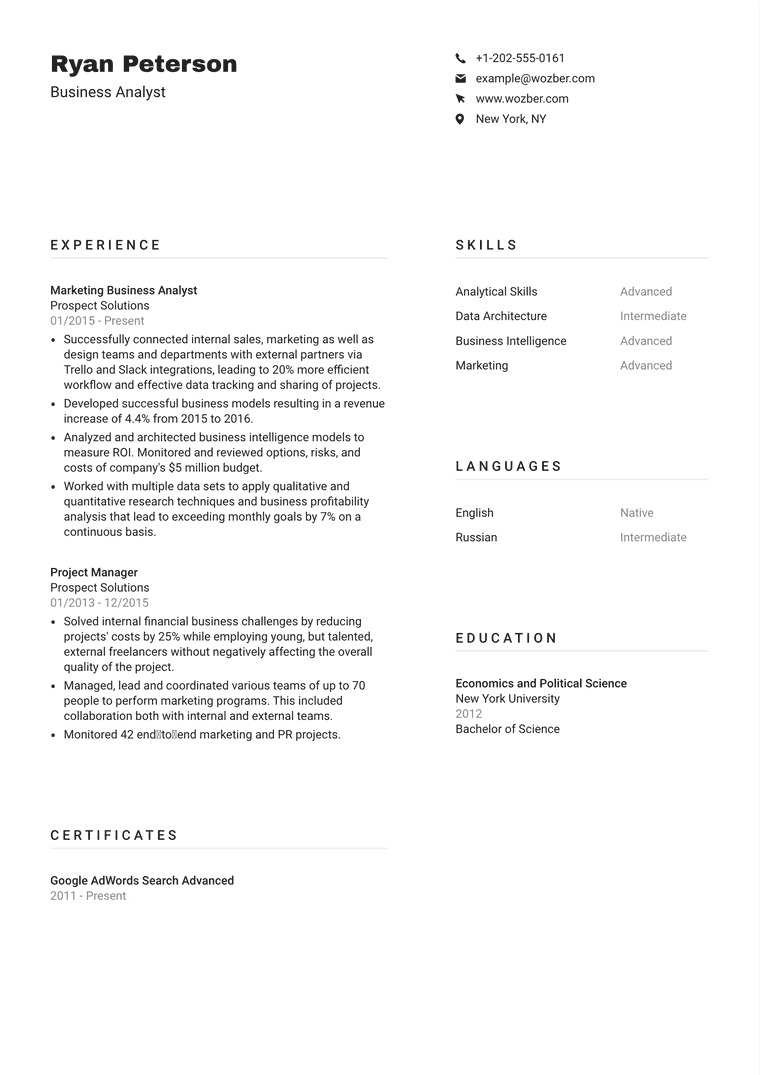 Ryan Peterson
Business Analyst
+1-202-555-0161
example@wozber.com
www.wozber.com
New York, NY
EXPERIENCE
Marketing Business Analyst
Prospect Solutions
01/2015 - Present
• Successfully connected internal sales, marketing as well as
design teams and departments with external partners via
Trello and Slack integrations, leading to 20% more efficient
workflow and effective data tracking and sharing of projects.
• Developed successful business models resulting in a revenue
increase of 4.4% from 2015 to 2016.
• Analyzed and architected business intelligence models to
measure ROI. Monitored and reviewed options, risks, and
costs of company's $5 million budget.
• Worked with multiple data sets to apply qualitative and
quantitative research techniques and business profitability
analysis that lead to exceeding monthly goals by 7% on a
continuous basis.
Project Manager
Prospect Solutions
01/2013 - 12/2015
• Solved internal financial business challenges by reducing
projects' costs by 25% while employing young, but talented,
external freelancers without negatively affecting the overall
quality of the project.
• Managed, lead and coordinated various teams of up to 70
people to perform marketing programs. This included
collaboration both with internal and external teams.
• Monitored 42 end▯to▯end marketing and PR projects.
CERTIFICATES
Google AdWords Search Advanced
2011 - Present
SKILLS
Analytical Skills Advanced
Data Architecture Intermediate
Business Intelligence Advanced
Marketing Advanced
LANGUAGES
English Native
Russian Intermediate
EDUCATION
Economics and Political Science
New York University
2012
Bachelor of Science